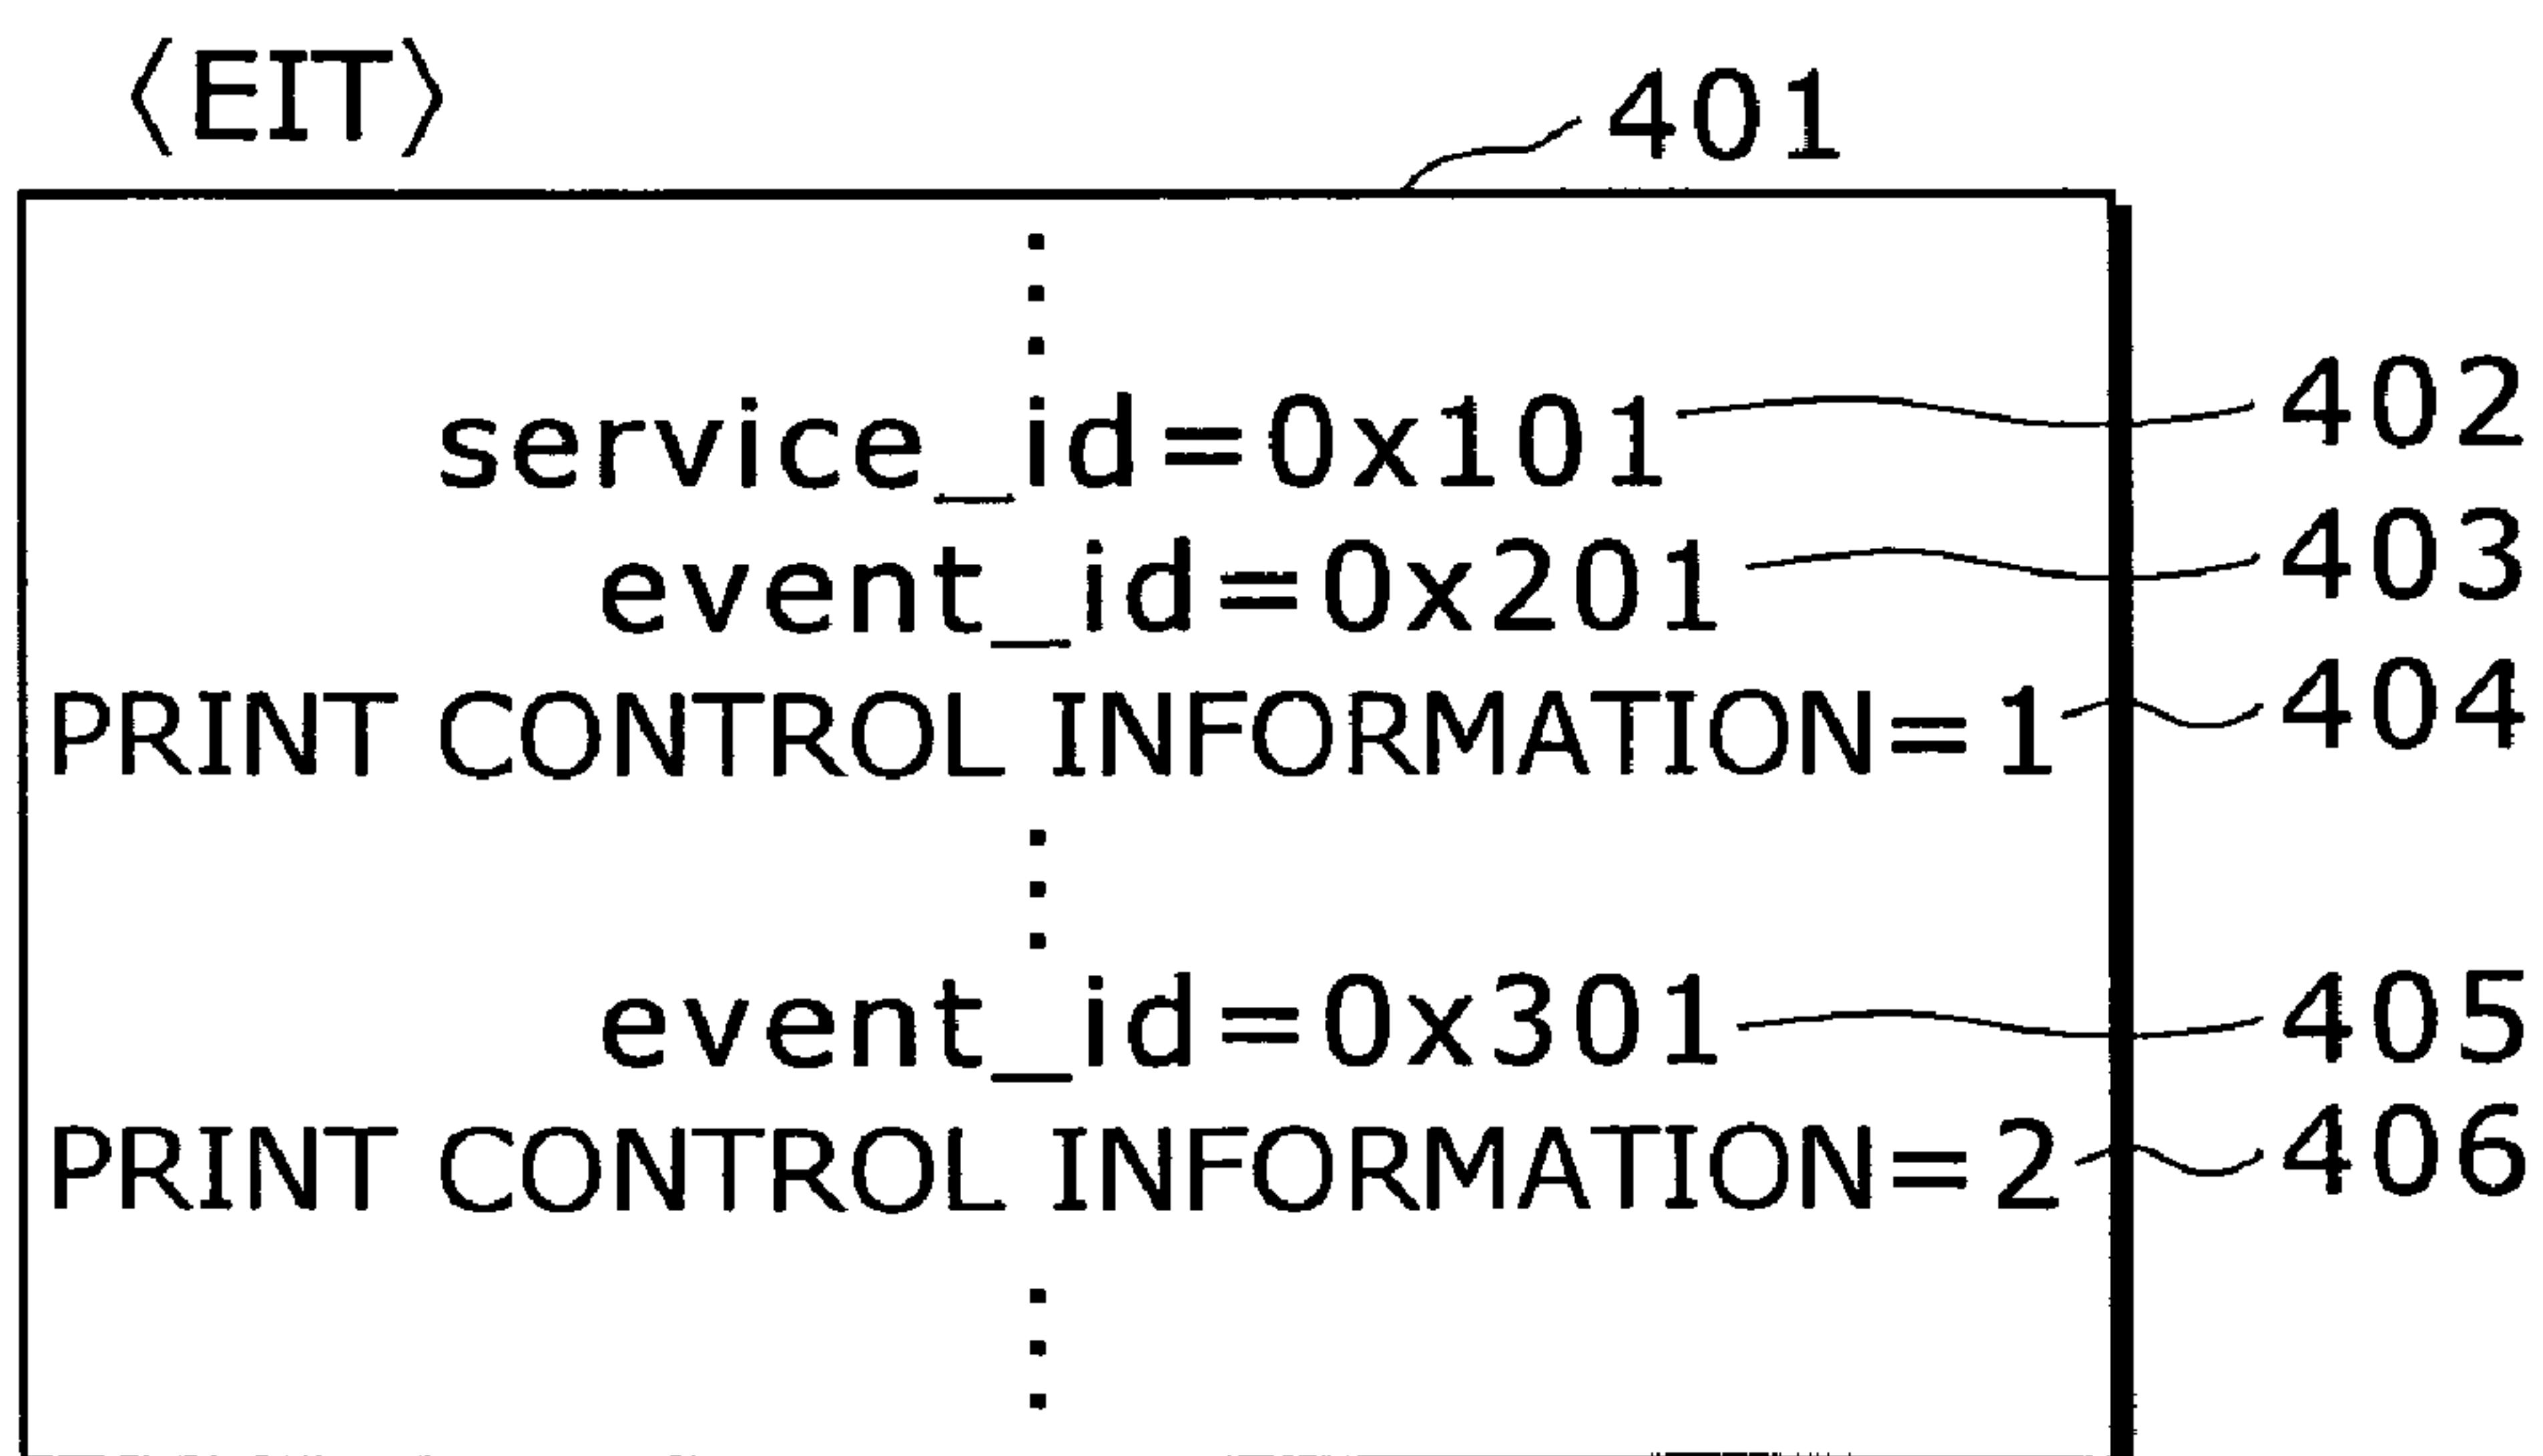 〈EIT〉
401
service_id=0x101 402
event_id=0x201 403
PRINT CONTROL INFORMATION=1 404
event_id=0x301 405
PRINT CONTROL INFORMATION=2 406